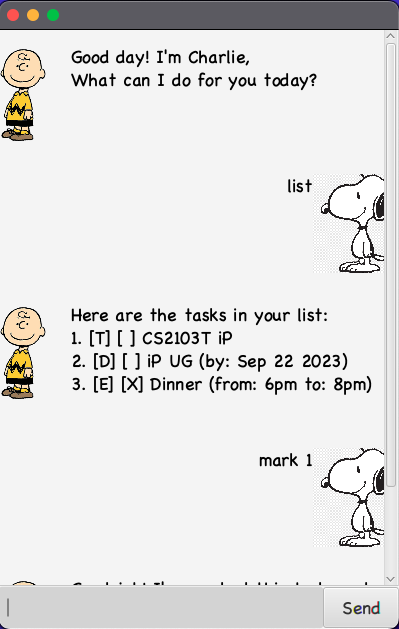 Good day! I'm Charlie,
What can I do for you today?
list
Here are the tasks in your list:
1. [T] [ ] CS2103T iP
2. [D] [ ] iP UG (by: Sep 22 2023)
3. [E] [X] Dinner (from: 6pm to: 8pm)
mark 1
Send